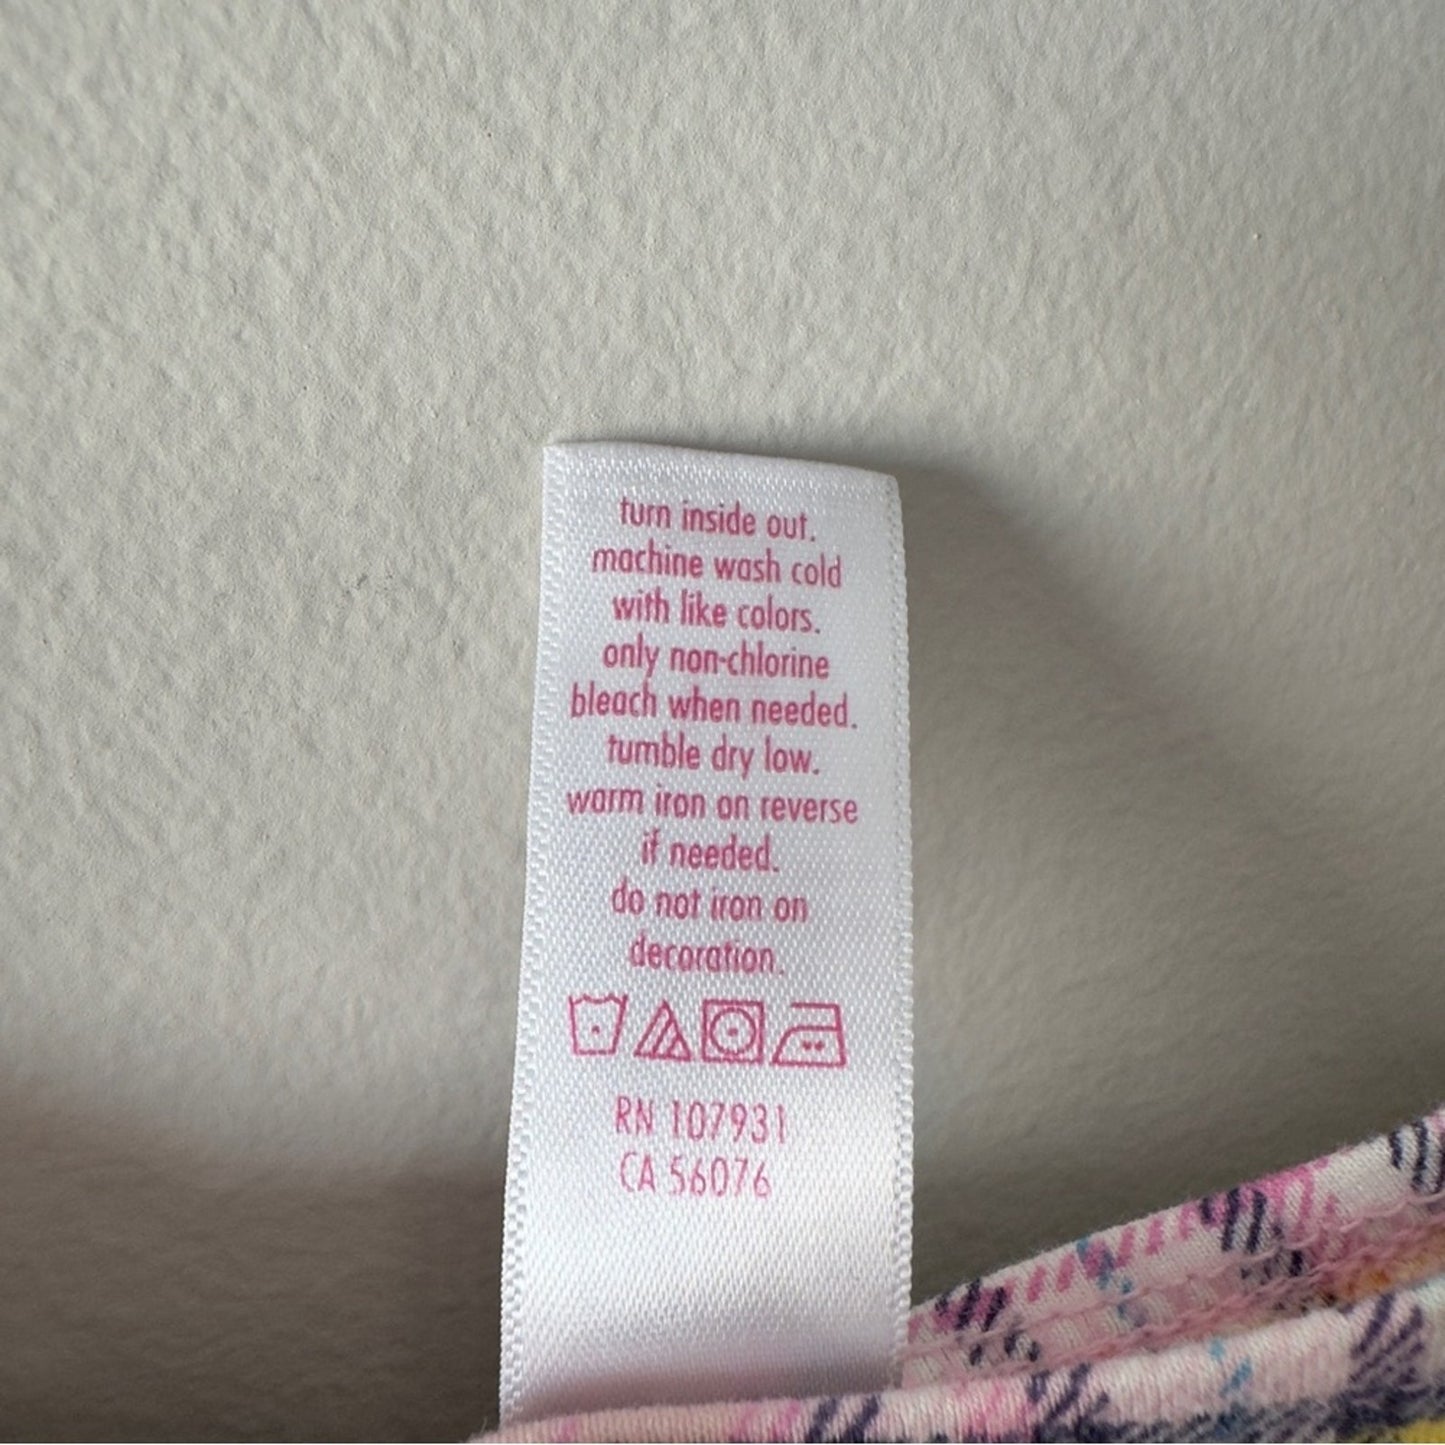 turn inside out.
machine wash cold
with like colors.
only non-chlorine
bleach when needed.
tumble dry low.
warm iron on reverse
if needed.
do not iron on
decoration.
RN 107931
CA 56076